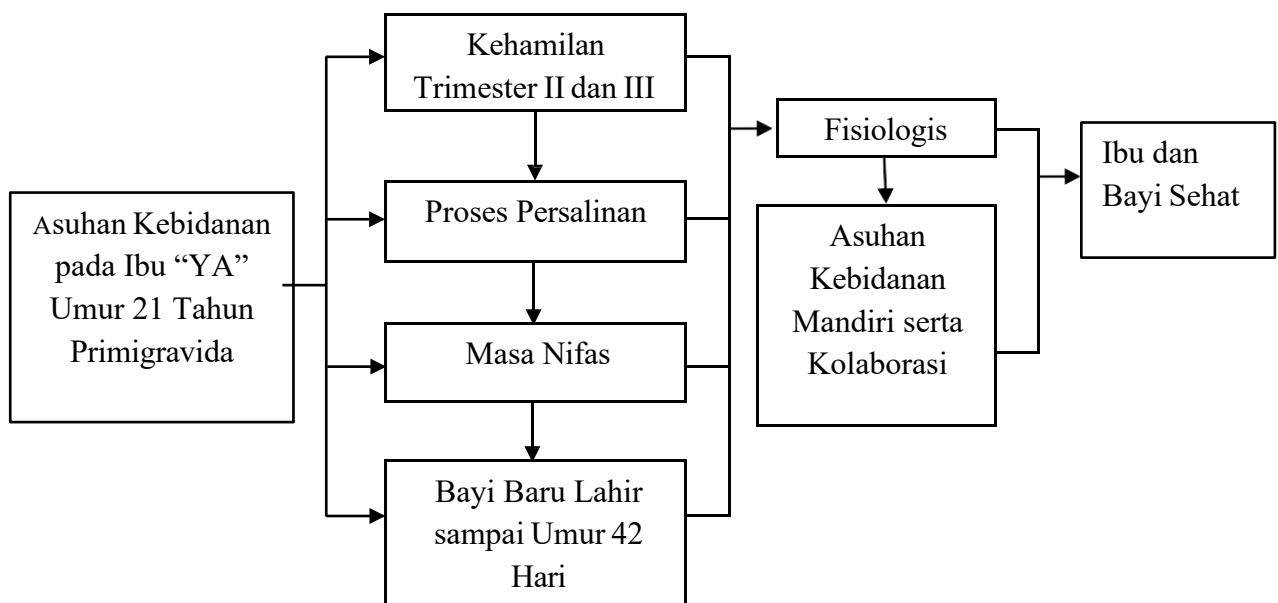 Asuhan Kebidanan
pada Ibu “YA”
Umur 21 Tahun
Primigravida
Kehamilan
Trimester II dan III
Proses Persalinan
Masa Nifas
Bayi Baru Lahir
sampai Umur 42
Hari
Fisiologis
Asuhan
Kebidanan
Mandiri serta
Kolaborasi
Ibu dan
Bayi Sehat